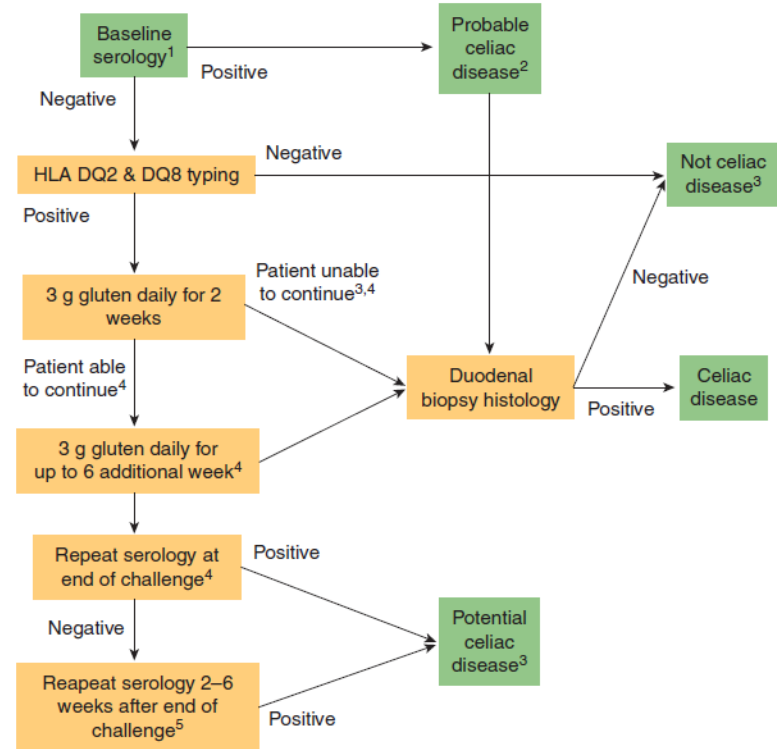 Baseline
serology1
Positive
Probable
celiac
disease2
Negative
HLA DQ2 & DQ8 typing
Negative
Not celiac
disease3
Positive
3 g gluten daily for 2
weeks
Patient unable
to continue3,4
Negative
Patient able
to continue4
Duodenal
biopsy histology
Positive
Celiac
disease
3 g gluten daily for
up to 6 additional week4
Repeat serology at
end of challenge4
Positive
Negative
Potential
celiac
disease3
Reapeat serology 2–6
weeks after end of
challenge5
Positive